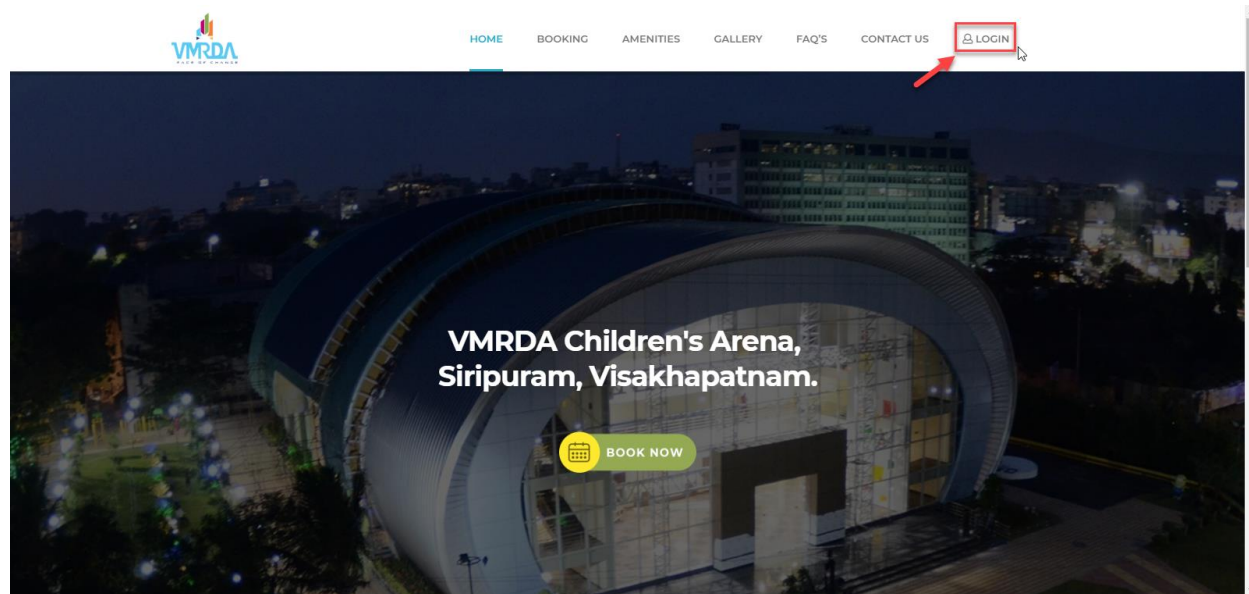 VMRDA
HOME BOOKING AMENITIES GALLERY FAQ'S CONTACT US LOGIN
VMRDA Children's Arena,
Siripuram, Visakhapatnam.
BOOK NOW